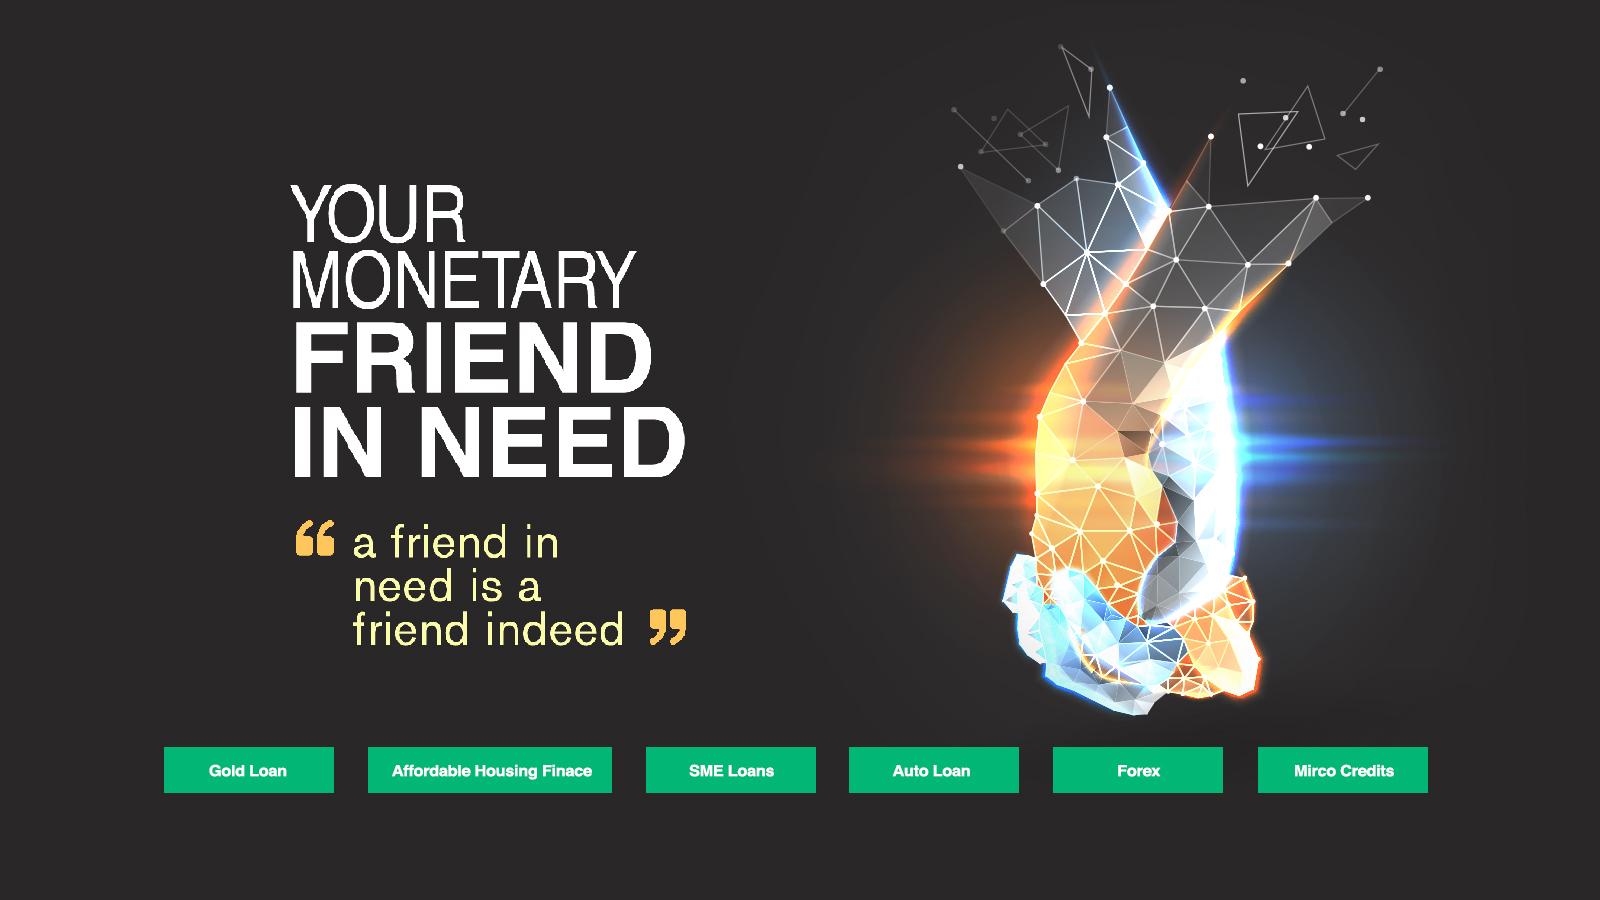 YOUR
MONETARY
FRIEND
IN NEED
“ a friend in
need is a
friend indeed ”
Gold Loan
Affordable Housing Finace
SME Loans
Auto Loan
Forex
Mirco Credits